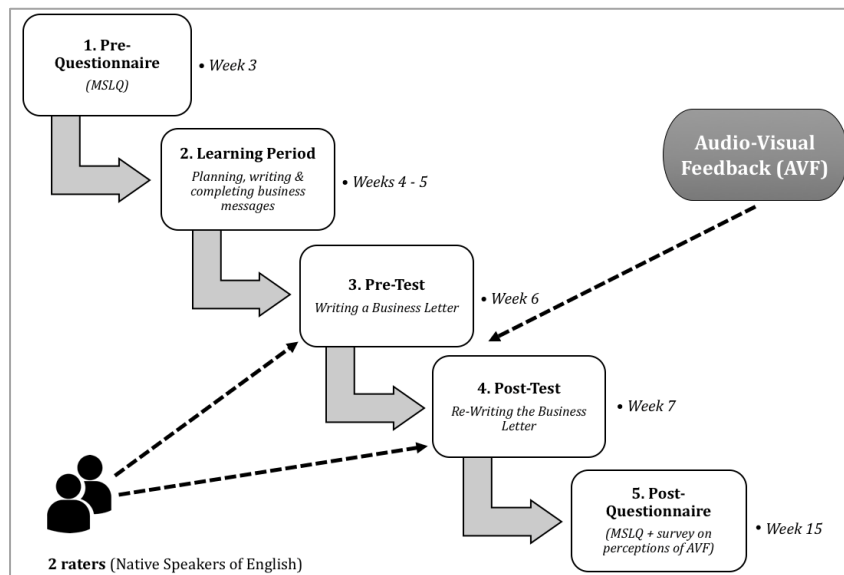 1. Pre-
Questionnaire
(MSLQ)
• Week 3
2. Learning Period
Planning, writing &
completing business
messages
• Weeks 4 - 5
Audio-Visual
Feedback (AVF)
3. Pre-Test
Writing a Business Letter
• Week 6
4. Post-Test
Re-Writing the Business
Letter
• Week 7
5. Post-
Questionnaire
(MSLQ + survey on
perceptions of AVF)
• Week 15
2 raters (Native Speakers of English)